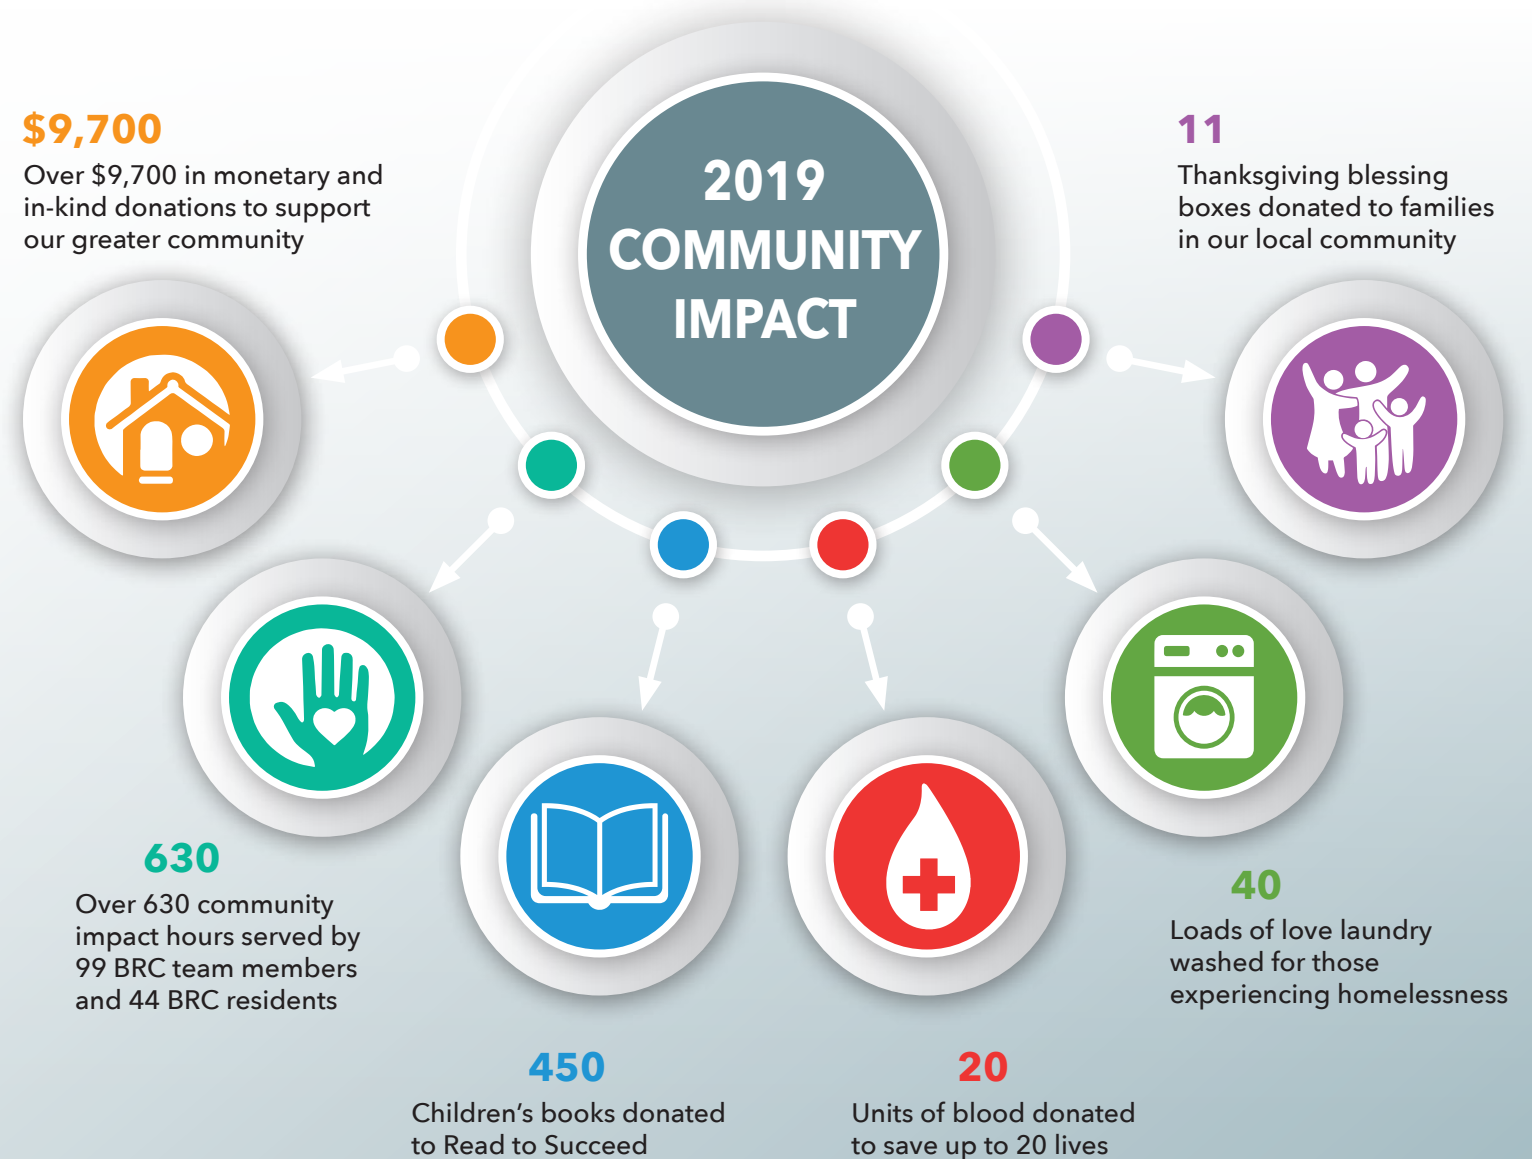 2019
COMMUNITY
IMPACT
$9,700
Over $9,700 in monetary and
in-kind donations to support
our greater community
630
Over 630 community
impact hours served by
99 BRC team members
and 44 BRC residents
450
Children’s books donated
to Read to Succeed
20
Units of blood donated
to save up to 20 lives
40
Loads of love laundry
washed for those
experiencing homelessness
11
Thanksgiving blessing
boxes donated to families
in our local community